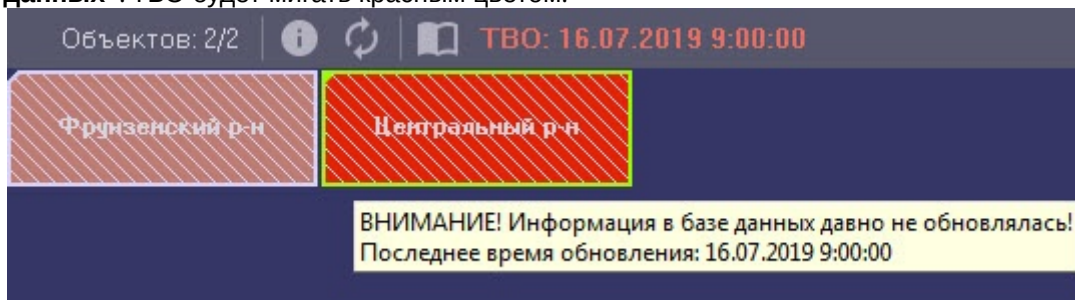 данных". ТВО будет мигать красным цветом.
Объектов: 2/2 ТВО: 16.07.2019 9:00:00
Фрунзенский р-н Центральный р-н
ВНИМАНИЕ! Информация в базе данных давно не обновлялась!
Последнее время обновления: 16.07.2019 9:00:00